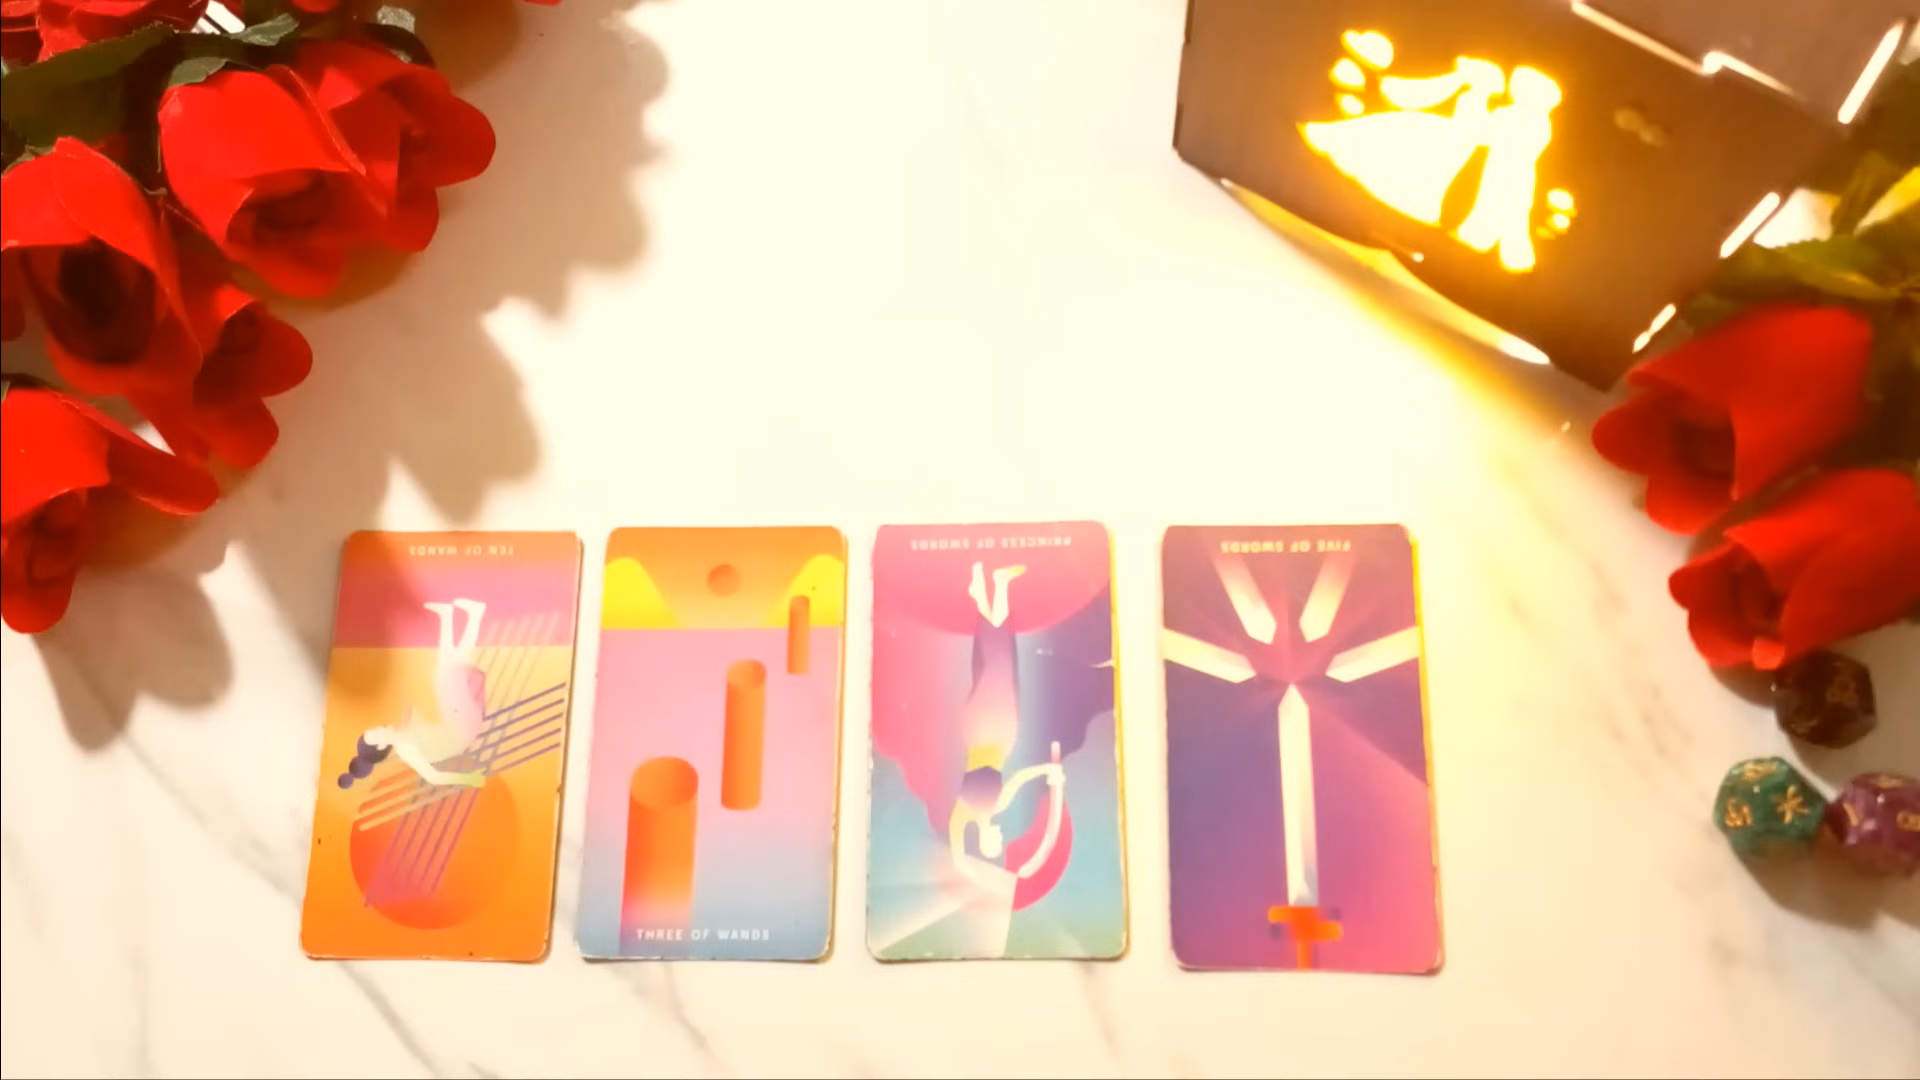 TEN OF WANDS
THREE OF WANDS
PRINCESS OF SWORDS
FIVE OF SWORDS